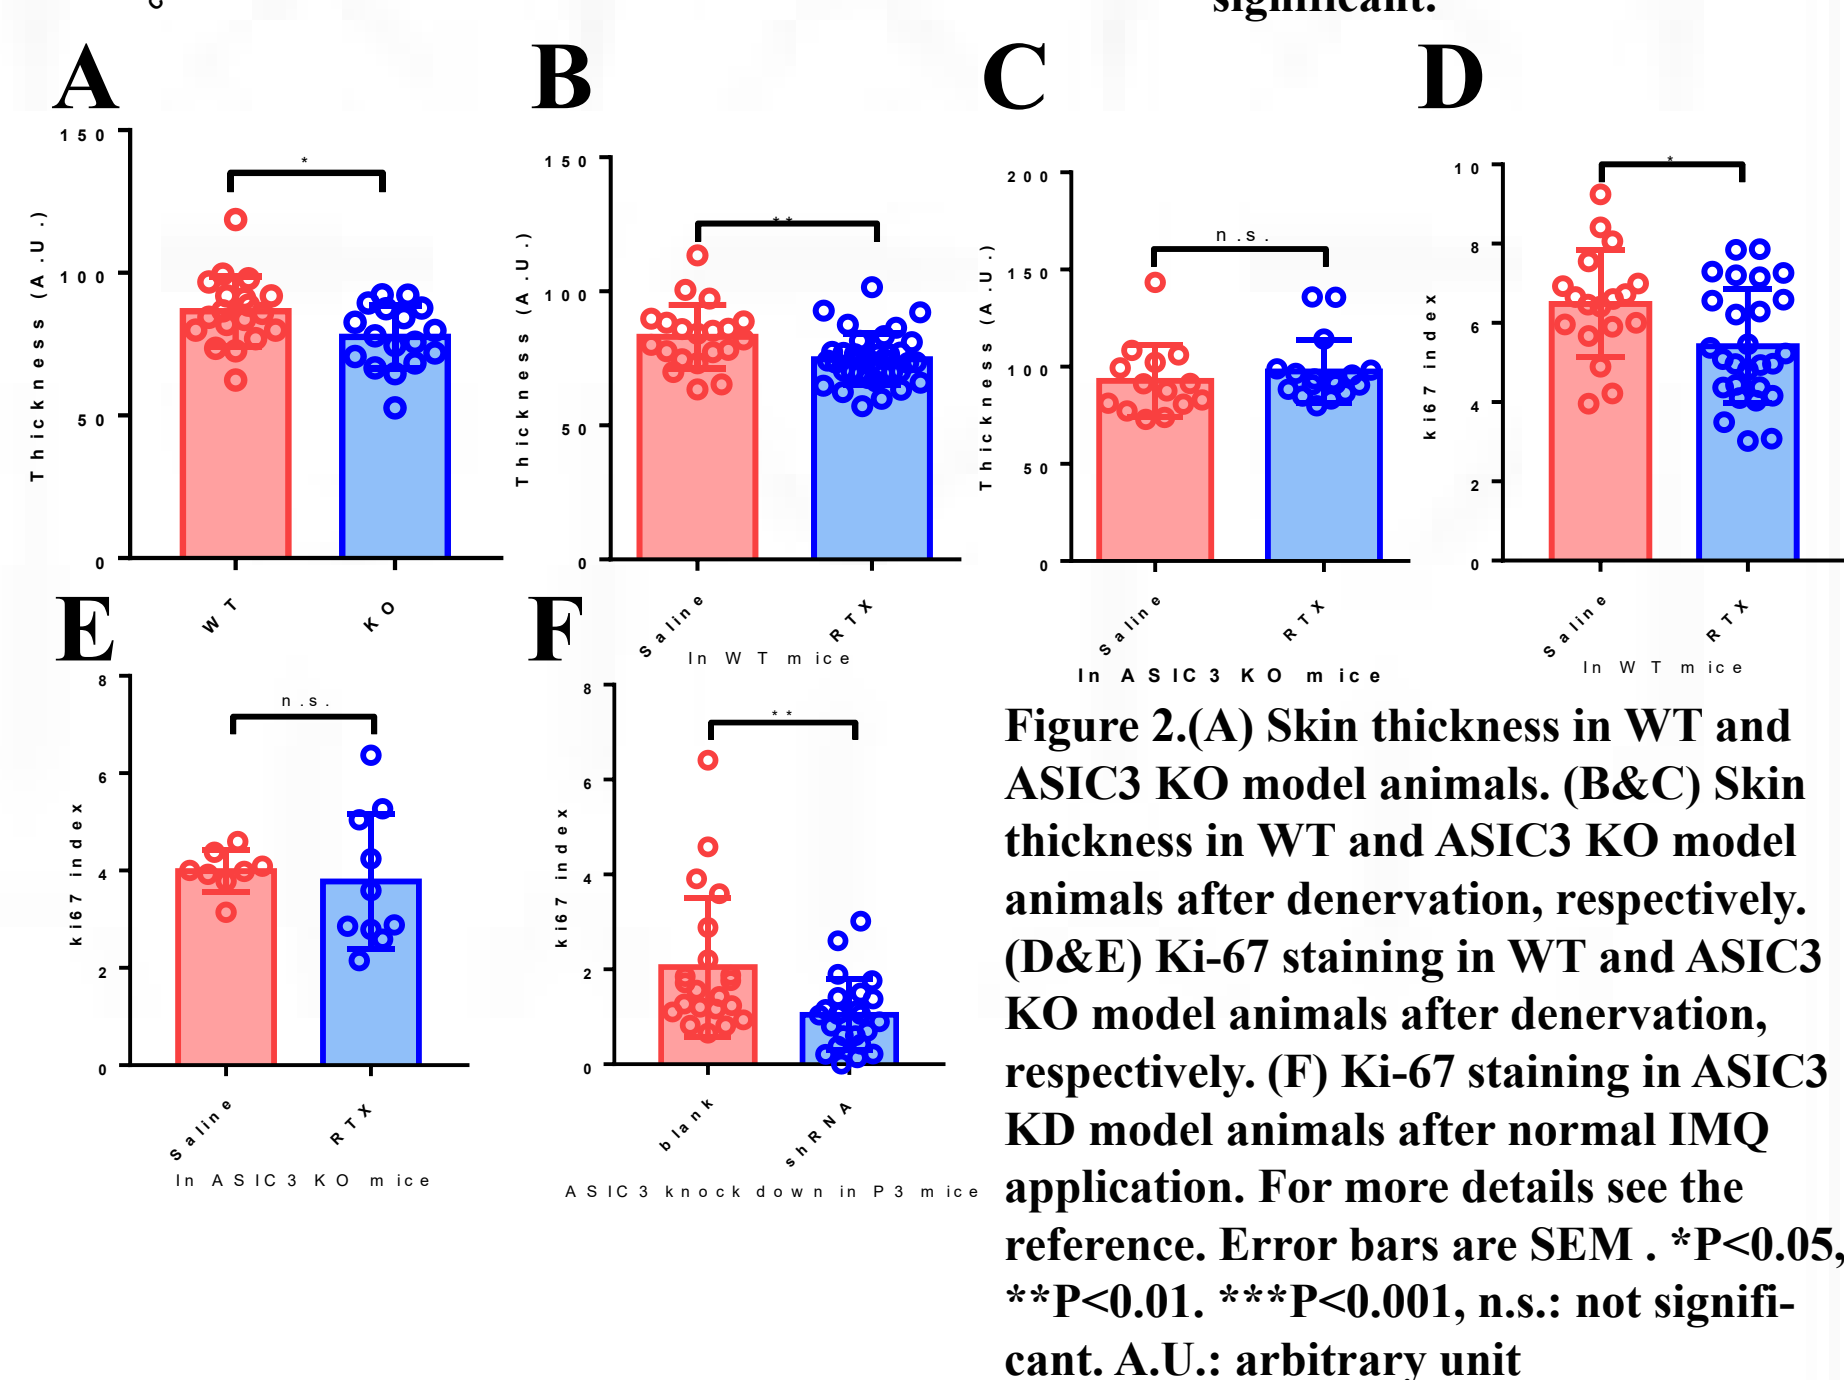 significant.
A
B
C
D
150
100
50
0
Thickness (A.U.)
*
WT
KO
150
100
50
0
Thickness (A.U.)
**
Saline
RTX
In WT mice
200
150
100
50
0
Thickness (A.U.)
n.s.
Saline
RTX
In ASIC3 KO mice
10
8
6
4
2
0
ki67 index
*
Saline
RTX
In WT mice
E
F
8
6
4
2
0
ki67 index
n.s.
Saline
RTX
In ASIC3 KO mice
8
6
4
2
0
ki67 index
**
blank
shRNA
ASIC3 knock down in P3 mice
Figure 2.(A) Skin thickness in WT and
ASIC3 KO model animals. (B&C) Skin
thickness in WT and ASIC3 KO model
animals after denervation, respectively.
(D&E) Ki-67 staining in WT and ASIC3
KO model animals after denervation,
respectively. (F) Ki-67 staining in ASIC3
KD model animals after normal IMQ
application. For more details see the
reference. Error bars are SEM . *P<0.05,
**P<0.01. ***P<0.001, n.s.: not signifi-
cant. A.U.: arbitrary unit